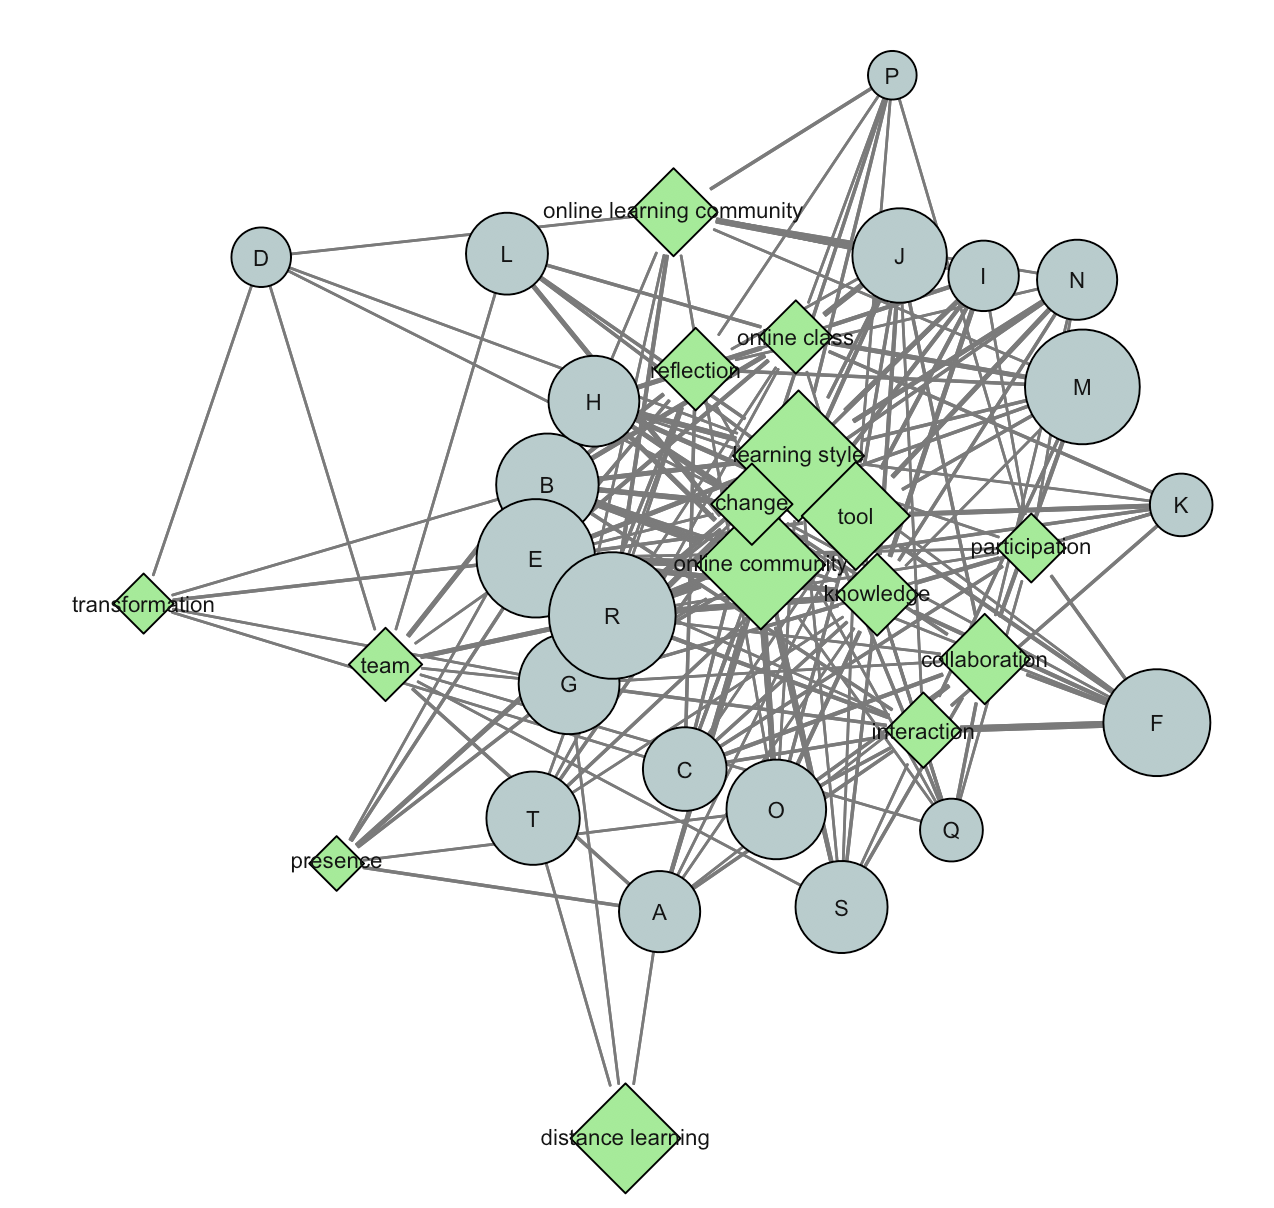 P
online learning community
L
J
D
I
N
online class
reflection
M
H
learning style
B
change
K
tool
participation
E
online community
knowledge
transformation
R
team
collaboration
G
F
interaction
C
O
T
Q
presence
A
S
distance learning